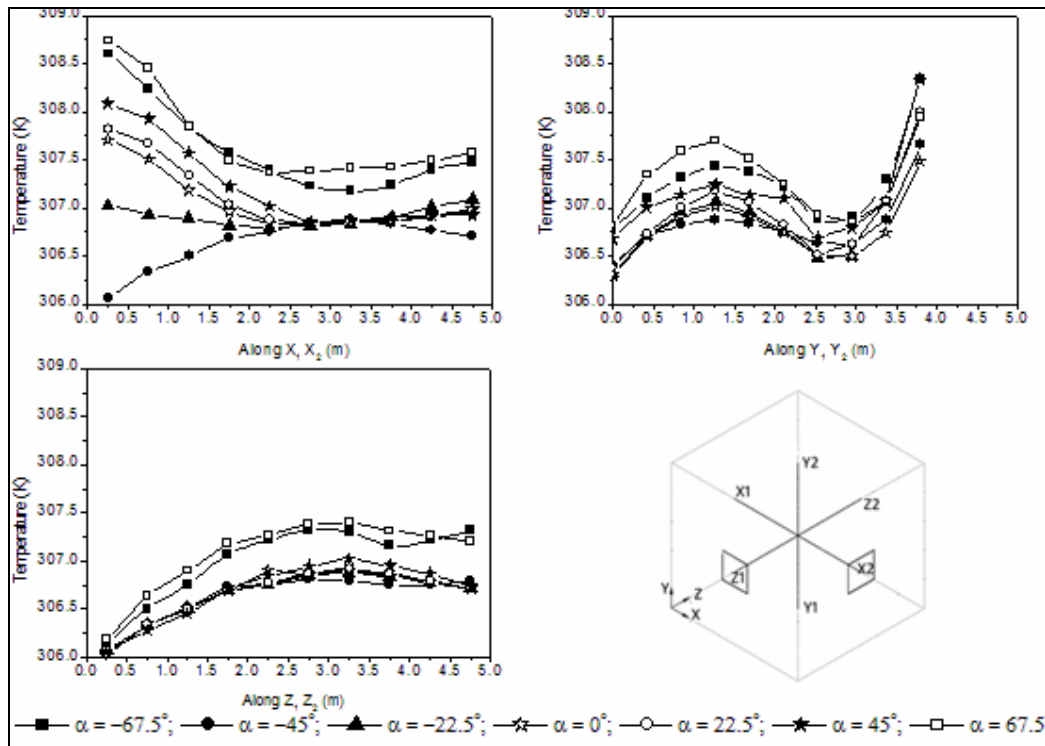 309.0
308.5
308.0
307.5
307.0
306.5
306.0
Temperature (K)
0.0 0.5 1.0 1.5 2.0 2.5 3.0 3.5 4.0 4.5 5.0
Along X, X₂ (m)
309.0
308.5
308.0
307.5
307.0
306.5
306.0
Temperature (K)
0.0 0.5 1.0 1.5 2.0 2.5 3.0 3.5 4.0 4.5 5.0
Along Y, Y₂ (m)
309.0
308.5
308.0
307.5
307.0
306.5
306.0
Temperature (K)
0.0 0.5 1.0 1.5 2.0 2.5 3.0 3.5 4.0 4.5 5.0
Along Z, Z₂ (m)
Y2
X1
Z2
Z1
X2
Y
Z
X
Y1
α = −67.5°; α = −45°; α = −22.5°; α = 0°; α = 22.5°; α = 45°; α = 67.5